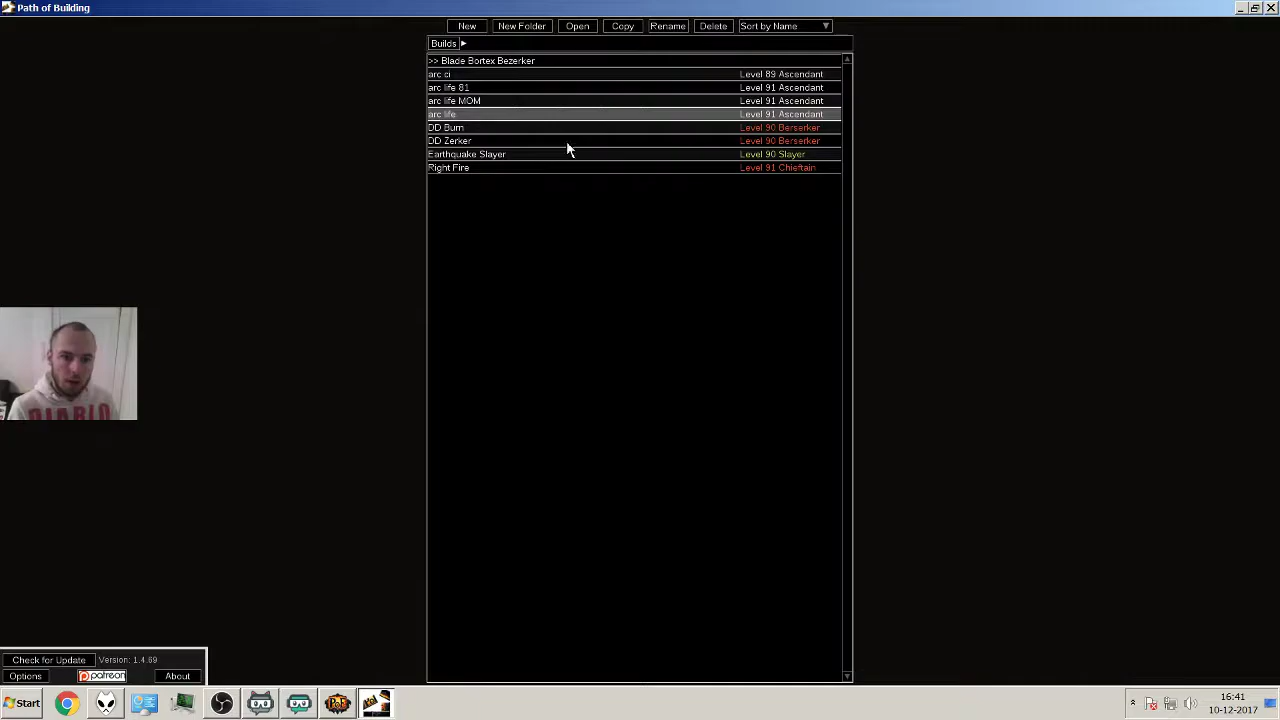 Path of Building
New New Folder Open Copy Rename Delete Sort by Name
Builds
>> Blade Bortex Bezerker
arc ci Level 89 Ascendant
arc life 81 Level 91 Ascendant
arc life MOM Level 91 Ascendant
arc life Level 91 Ascendant
DD Burn Level 90 Berserker
DD Zerker Level 90 Berserker
Earthquake Slayer Level 90 Slayer
Right Fire Level 91 Chieftain
DIABLO
Check for Update Version: 1.4.69
Options patreon About
Start
16:41
10-12-2017